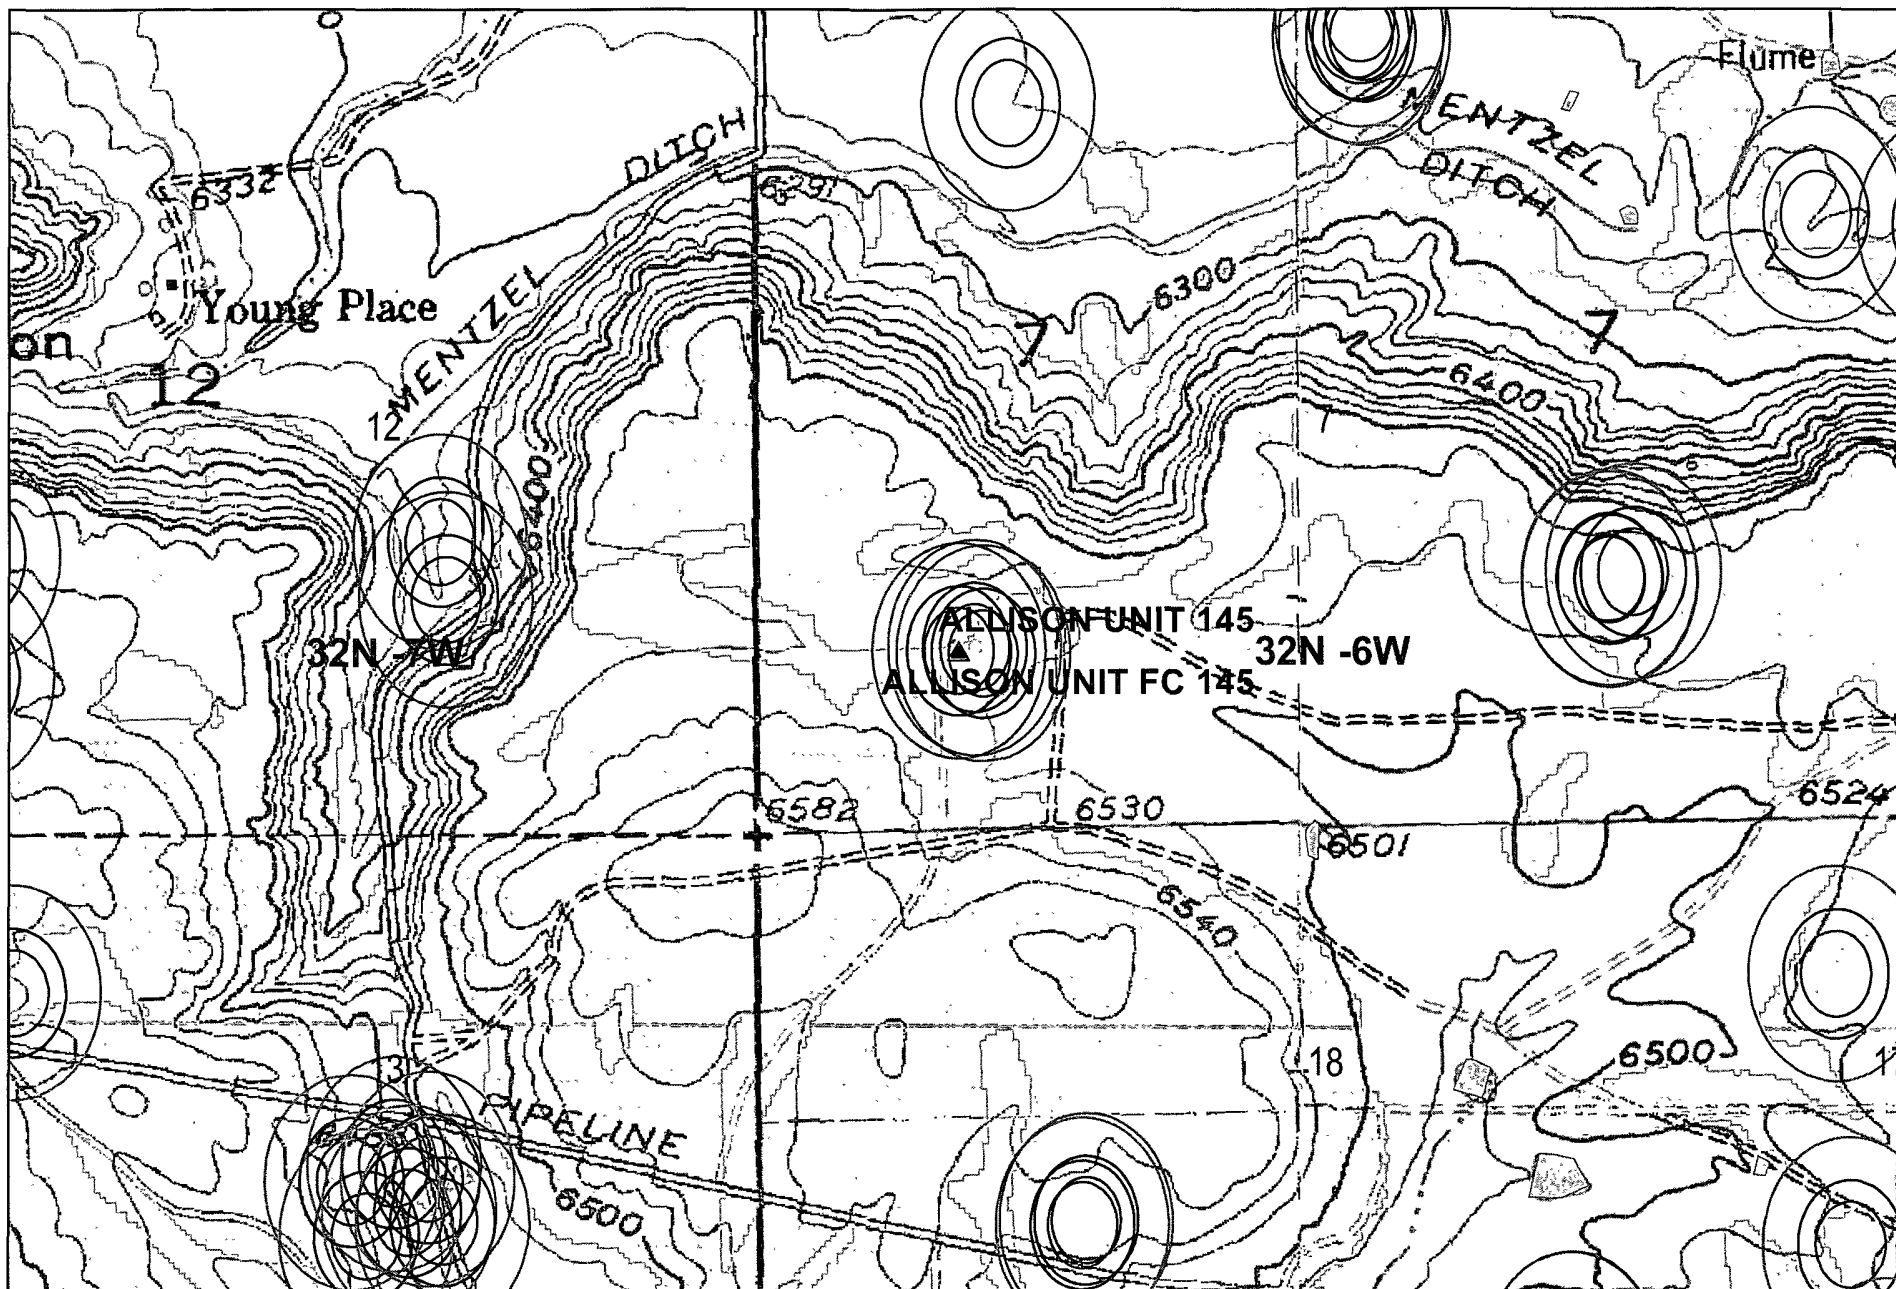 Flume
MENTZEL
DITCH
DITCH
6332
6291
MENTZEL
Young Place
6300
7
7
on
12
12
6400
7
6400
ALLISON UNIT 145
32N -7W
32N -6W
ALLISON UNIT FC 145
6582
6530
6524
6501
6540
18
6500
17
PIPELINE
6500